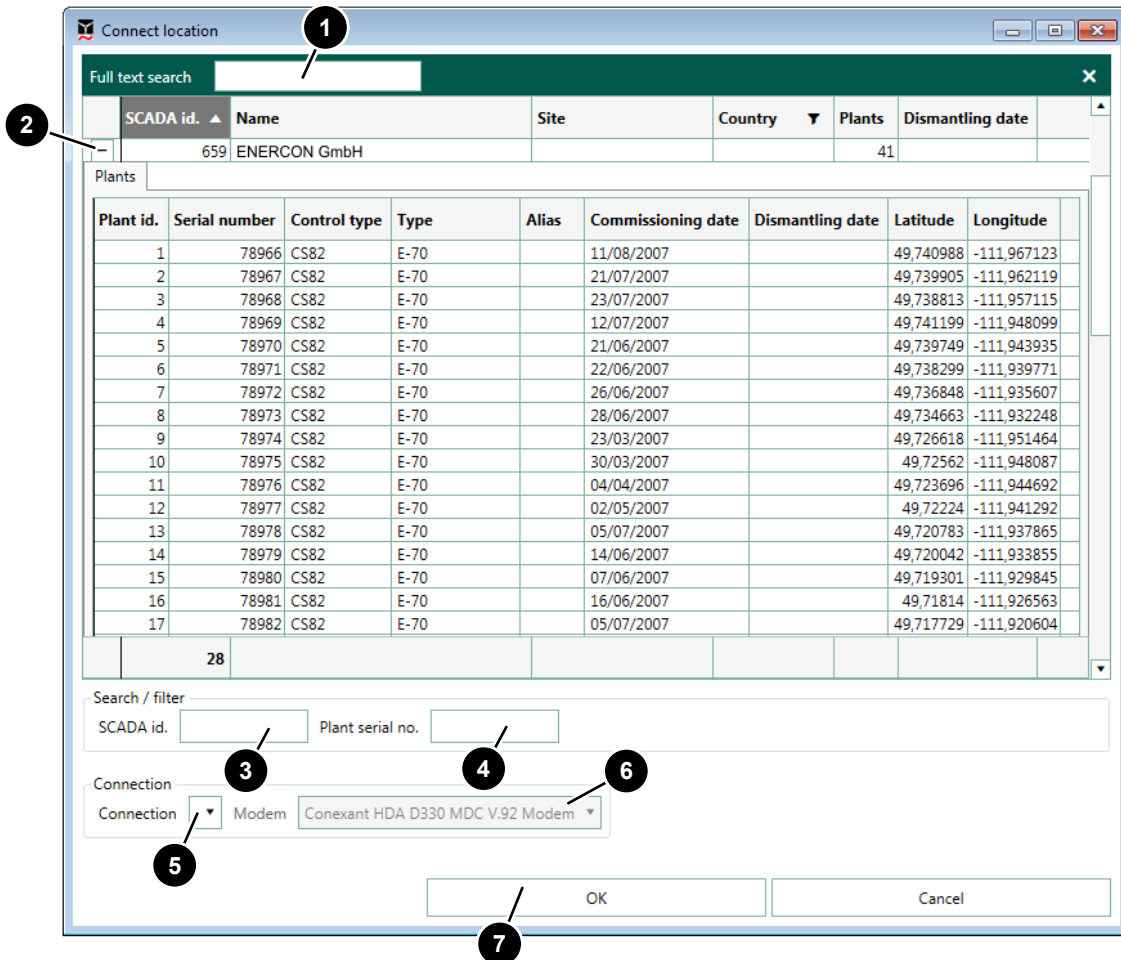 Connect location
1
Full text search
2
SCADA id. ▲ Name Site Country Plants Dismantling date
659 ENERCON GmbH 41
Plants
Plant id. Serial number Control type Type Alias Commissioning date Dismantling date Latitude Longitude
1 78966 CS82 E-70 11/08/2007 49,740988 -111,967123
2 78967 CS82 E-70 21/07/2007 49,739905 -111,962119
3 78968 CS82 E-70 23/07/2007 49,738813 -111,957115
4 78969 CS82 E-70 12/07/2007 49,741199 -111,948099
5 78970 CS82 E-70 21/06/2007 49,739749 -111,943935
6 78971 CS82 E-70 22/06/2007 49,738299 -111,939771
7 78972 CS82 E-70 26/06/2007 49,736848 -111,935607
8 78973 CS82 E-70 28/06/2007 49,734663 -111,932248
9 78974 CS82 E-70 23/03/2007 49,726618 -111,951464
10 78975 CS82 E-70 30/03/2007 49,72562 -111,948087
11 78976 CS82 E-70 04/04/2007 49,723696 -111,944692
12 78977 CS82 E-70 02/05/2007 49,72224 -111,941292
13 78978 CS82 E-70 05/07/2007 49,720783 -111,937865
14 78979 CS82 E-70 14/06/2007 49,720042 -111,933855
15 78980 CS82 E-70 07/06/2007 49,719301 -111,929845
16 78981 CS82 E-70 16/06/2007 49,71814 -111,926563
17 78982 CS82 E-70 05/07/2007 49,717729 -111,920604
28
Search / filter
SCADA id. Plant serial no.
3 4 6
Connection
Connection Modem Conexant HDA D330 MDC V.92 Modem
5
OK Cancel
7